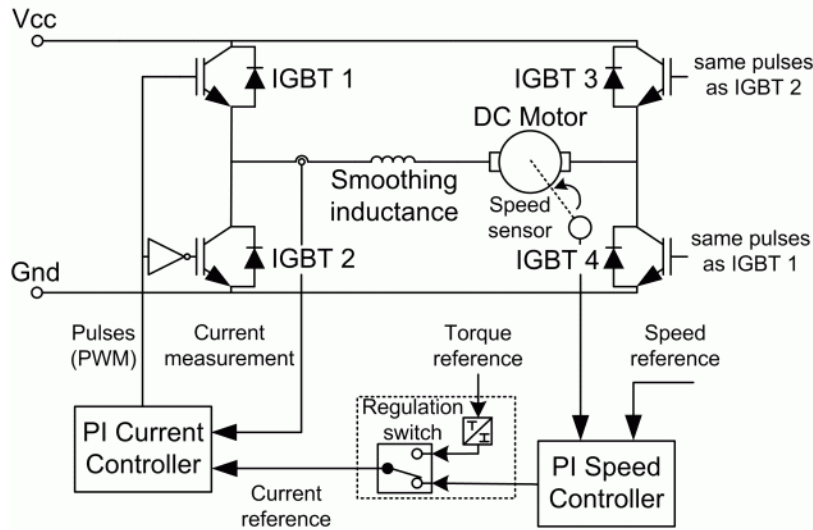 Vcc
IGBT 1
IGBT 3
same pulses
as IGBT 2
DC Motor
Smoothing
inductance
Speed
sensor
IGBT 2
IGBT 4
same pulses
as IGBT 1
Gnd
Pulses
(PWM)
Current
measurement
Torque
reference
Speed
reference
Regulation
switch
T
I
PI Current
Controller
Current
reference
PI Speed
Controller